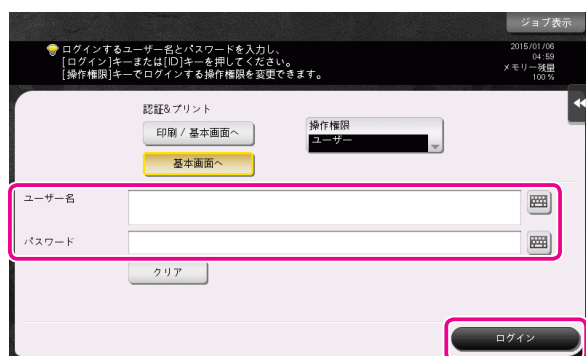 ジョブ表示
ログインするユーザー名とパスワードを入力し、
[ログイン]キーまたは[ID]キーを押してください。
[操作権限]キーでログインする操作権限を変更できます。
2015/01/06
04:59
メモリー残量
100 %
認証&プリント
印刷 / 基本画面へ
基本画面へ
操作権限
ユーザー
ユーザー名
パスワード
クリア
ログイン